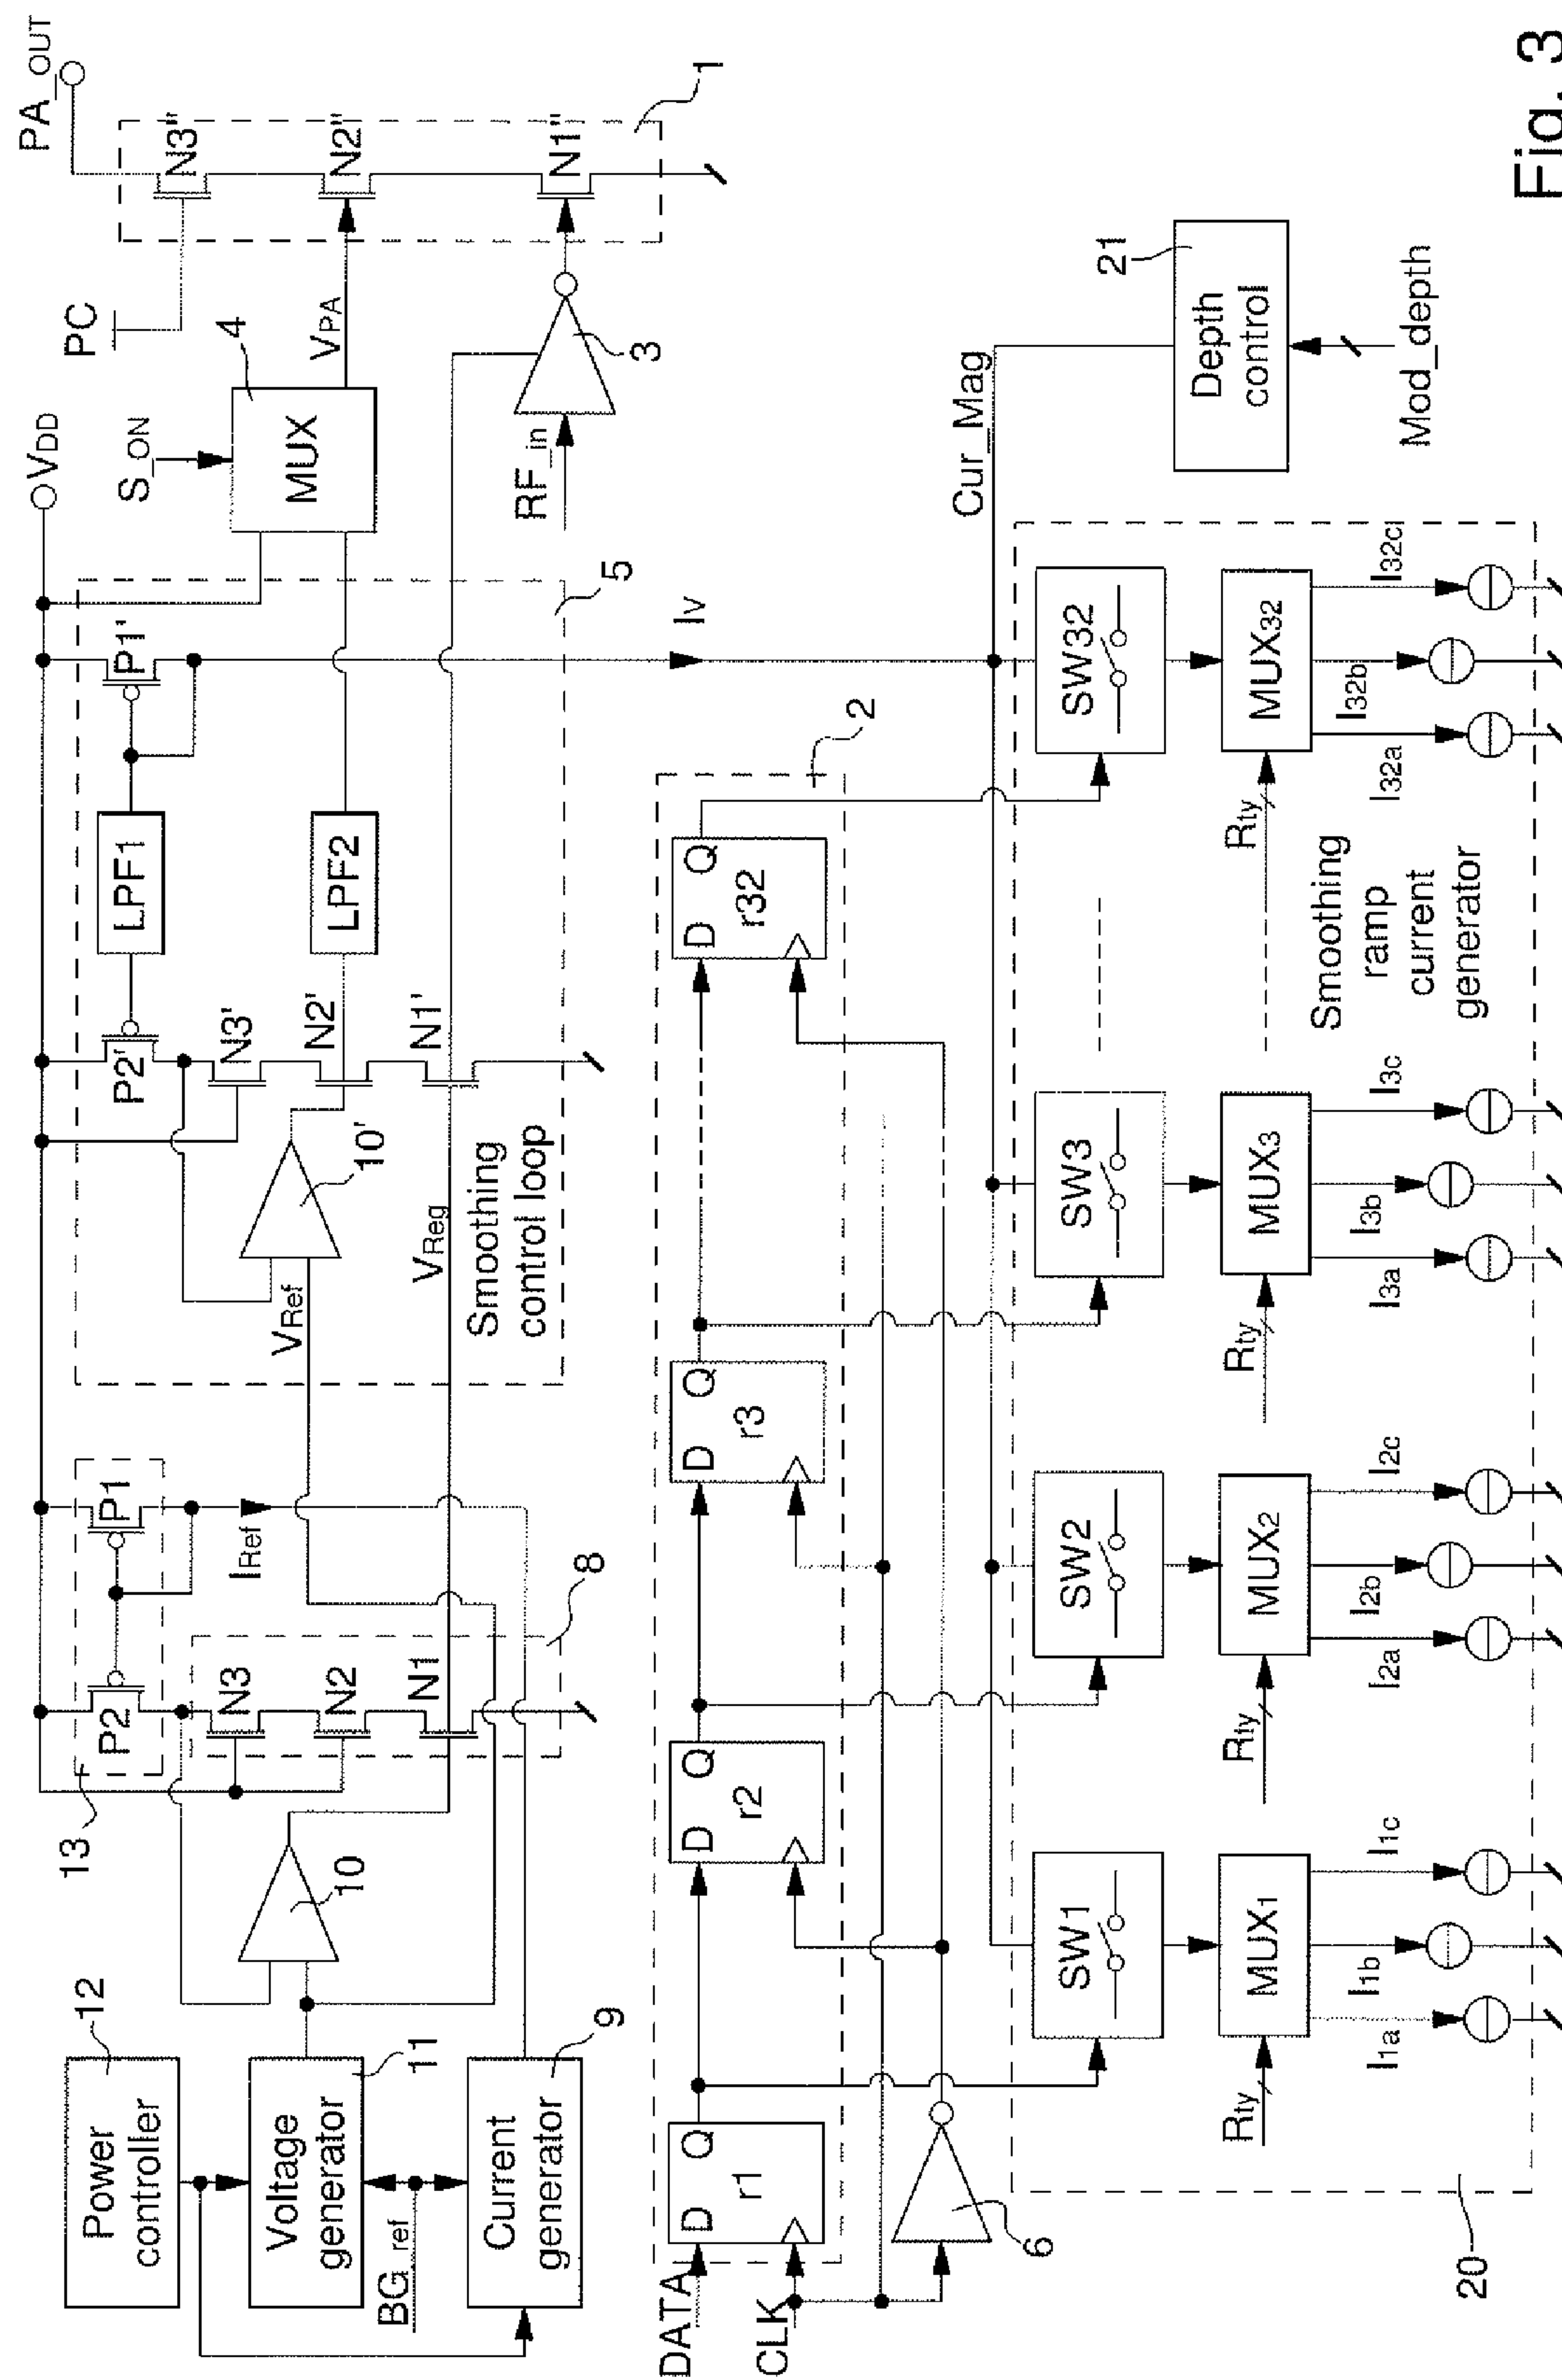 PA_OUT
PC
N3"
N2"
N1"
1
VDD
S_ON
4
MUX
VPA
RF_in
3
P1'
LPF1
P2'
N3'
N2'
N1'
LPF2
10'
VRef
VReg
Smoothing
control loop
5
IV
13
P2
P1
IRef
N3
N2
N1
8
10
12
Power
controller
11
Voltage
generator
BG_ref
9
Current
generator
2
DATA
CLK
D
Q
r1
D
Q
r2
D
Q
r3
D
Q
r32
6
Cur_Mag
21
Depth
control
Mod_depth
SW1
SW2
SW3
SW32
Rty
MUX1
Rty
MUX2
Rty
MUX3
Rty
MUX32
I1a
I1b
I1c
I2a
I2b
I2c
I3a
I3b
I3c
I32a
I32b
I32c
Smoothing
ramp
current
generator
20
Fig. 3